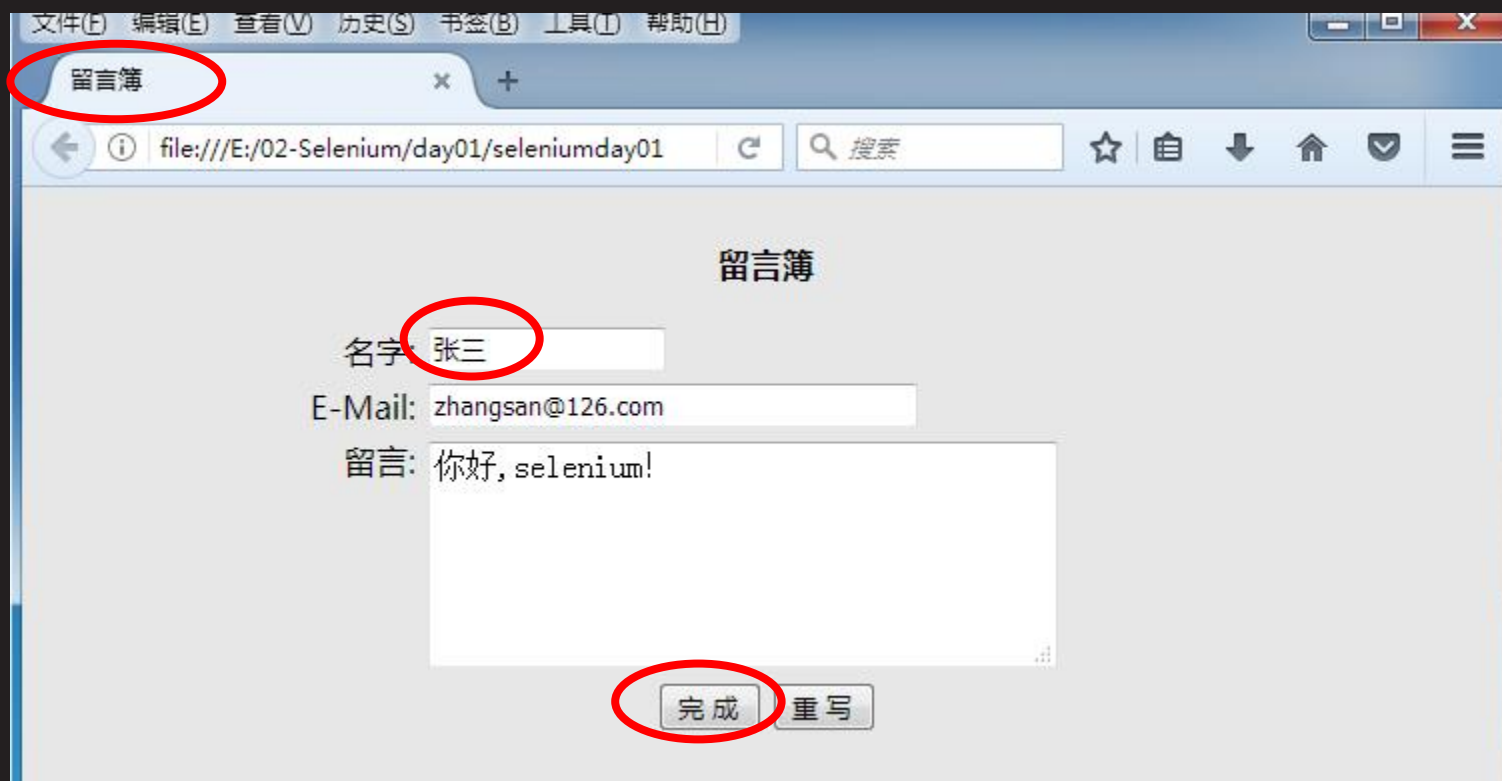 文件(F) 编辑(E) 查看(V) 历史(S) 书签(B) 工具(T) 帮助(H)
留言簿
file:///E:/02-Selenium/day01/seleniumday01 搜索
留言簿
名字: 张三
E-Mail: zhangsan@126.com
留言: 你好,selenium!
完成 重写